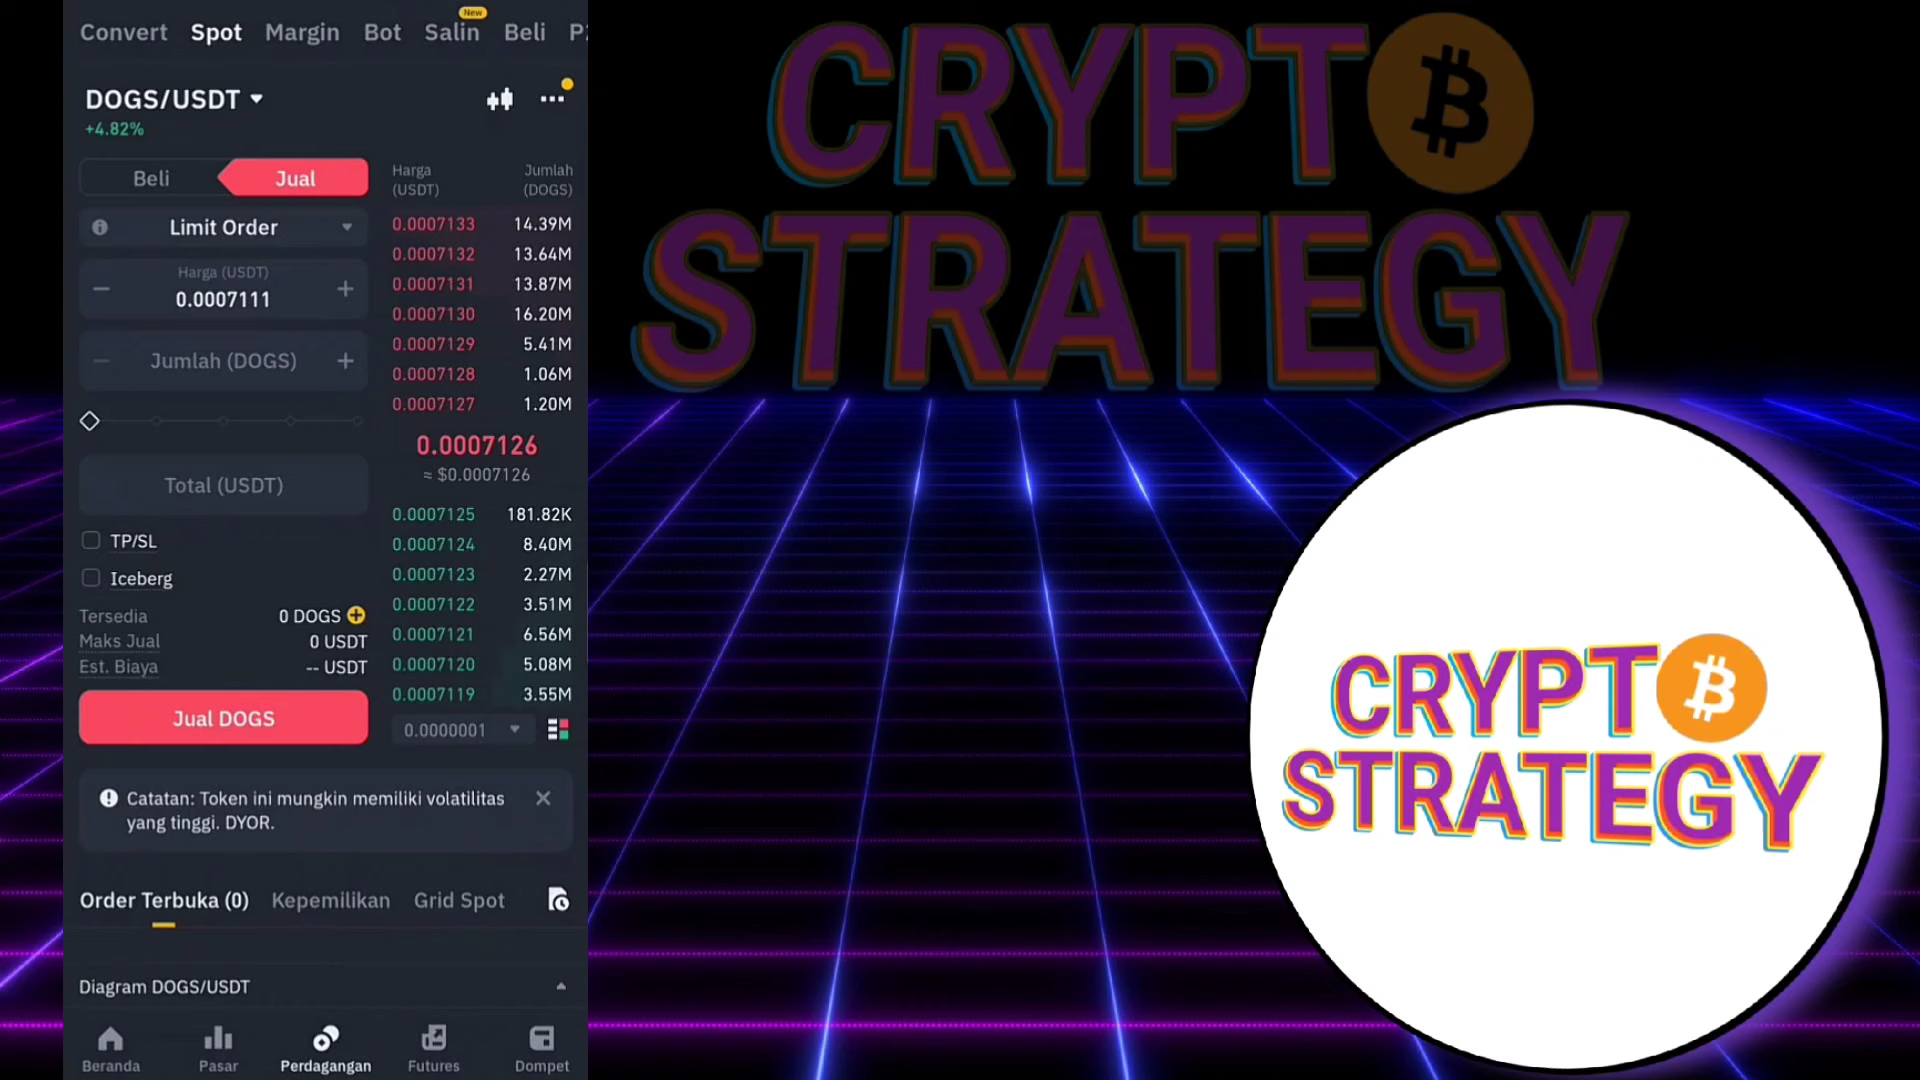 New
Convert Spot Margin Bot Salin Beli
DOGS/USDT
+4.82%
Beli Jual
Limit Order
Harga (USDT)
0.0007111
Jumlah (DOGS)
Total (USDT)
TP/SL
Iceberg
Tersedia 0 DOGS
Maks Jual 0 USDT
Est. Biaya -- USDT
Jual DOGS
Harga (USDT) Jumlah (DOGS)
0.0007133 14.39M
0.0007132 13.64M
0.0007131 13.87M
0.0007130 16.20M
0.0007129 5.41M
0.0007128 1.06M
0.0007127 1.20M
0.0007126
≈ $0.0007126
0.0007125 181.82K
0.0007124 8.40M
0.0007123 2.27M
0.0007122 3.51M
0.0007121 6.56M
0.0007120 5.08M
0.0007119 3.55M
0.0000001
Catatan: Token ini mungkin memiliki volatilitas
yang tinggi. DYOR.
Order Terbuka (0) Kepemilikan Grid Spot
Diagram DOGS/USDT
Beranda Pasar Perdagangan Futures Dompet
CRYPT₿
STRATEGY
CRYPT₿
STRATEGY